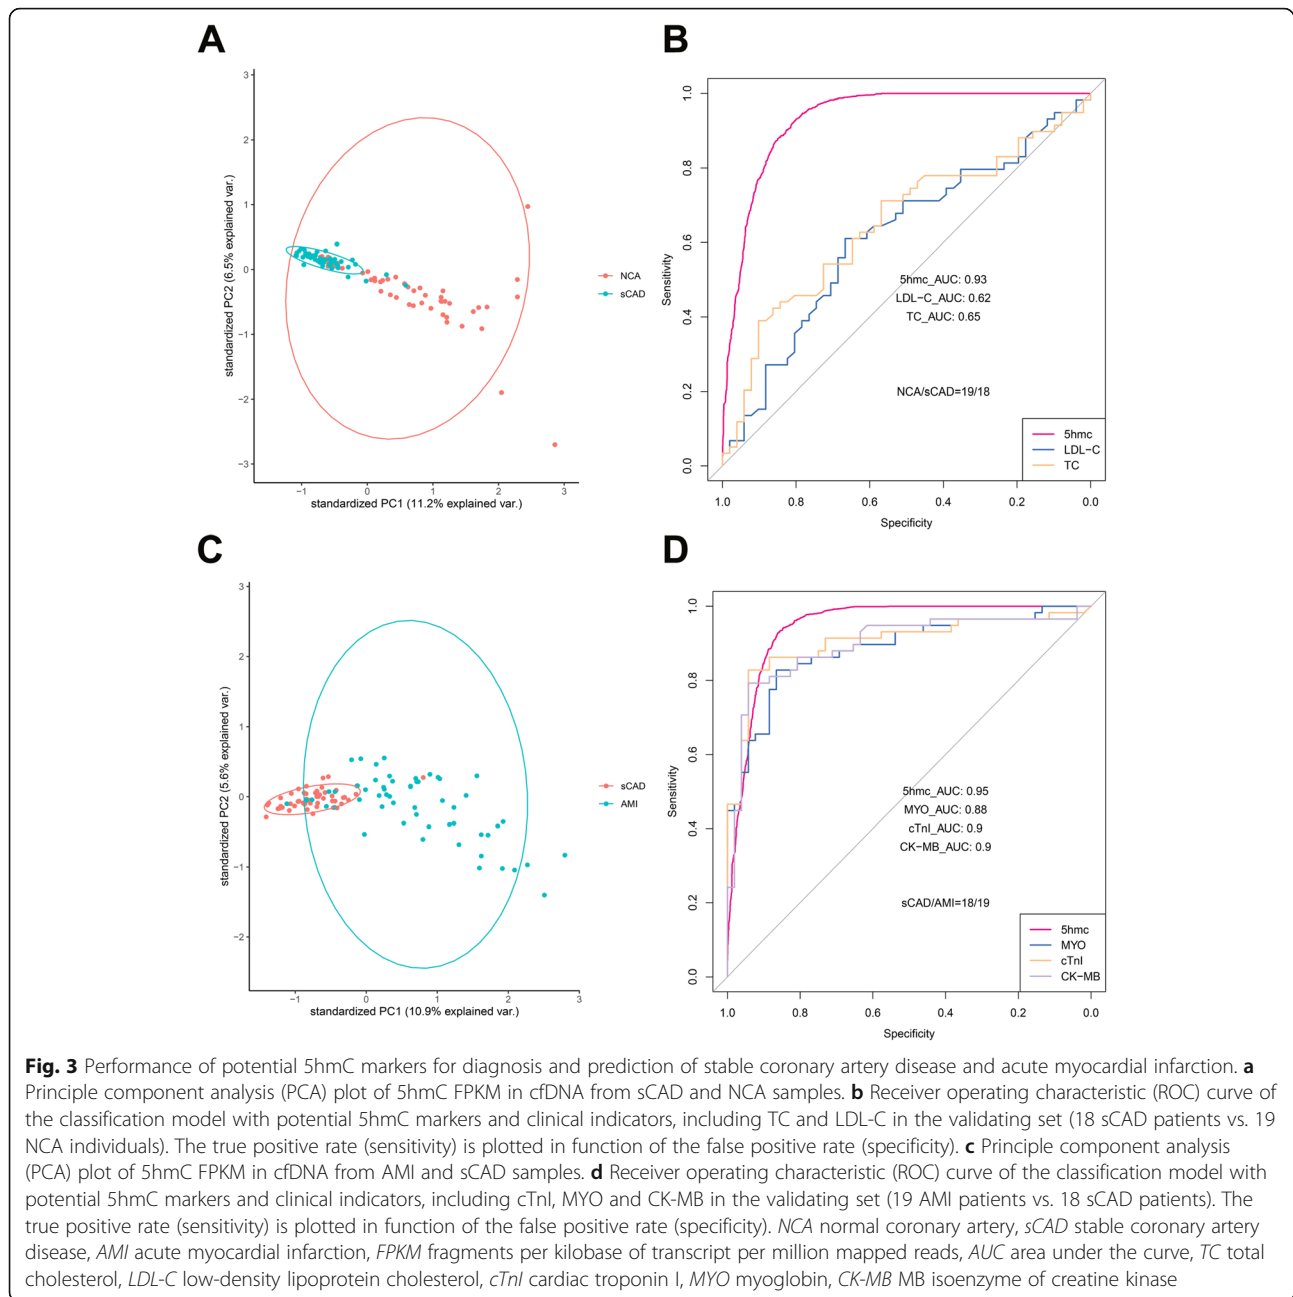 A
standardized PC2 (6.5% explained var.)
3
2
1
0
−1
−2
−3
−1
0
1
2
3
standardized PC1 (11.2% explained var.)
NCA
sCAD
B
Sensitivity
1.0
0.8
0.6
0.4
0.2
0.0
5hmc_AUC: 0.93
LDL−C_AUC: 0.62
TC_AUC: 0.65
NCA/sCAD=19/18
5hmc
LDL−C
TC
1.0
0.8
0.6
0.4
0.2
0.0
Specificity
C
standardized PC2 (5.6% explained var.)
3
2
1
0
−1
−2
−1
0
1
2
3
standardized PC1 (10.9% explained var.)
sCAD
AMI
D
Sensitivity
1.0
0.8
0.6
0.4
0.2
0.0
5hmc_AUC: 0.95
MYO_AUC: 0.88
cTnI_AUC: 0.9
CK−MB_AUC: 0.9
sCAD/AMI=18/19
5hmc
MYO
cTnI
CK−MB
1.0
0.8
0.6
0.4
0.2
0.0
Specificity
Fig. 3 Performance of potential 5hmC markers for diagnosis and prediction of stable coronary artery disease and acute myocardial infarction. a
Principle component analysis (PCA) plot of 5hmC FPKM in cfDNA from sCAD and NCA samples. b Receiver operating characteristic (ROC) curve of
the classification model with potential 5hmC markers and clinical indicators, including TC and LDL-C in the validating set (18 sCAD patients vs. 19
NCA individuals). The true positive rate (sensitivity) is plotted in function of the false positive rate (specificity). c Principle component analysis
(PCA) plot of 5hmC FPKM in cfDNA from AMI and sCAD samples. d Receiver operating characteristic (ROC) curve of the classification model with
potential 5hmC markers and clinical indicators, including cTnI, MYO and CK-MB in the validating set (19 AMI patients vs. 18 sCAD patients). The
true positive rate (sensitivity) is plotted in function of the false positive rate (specificity). NCA normal coronary artery, sCAD stable coronary artery
disease, AMI acute myocardial infarction, FPKM fragments per kilobase of transcript per million mapped reads, AUC area under the curve, TC total
cholesterol, LDL-C low-density lipoprotein cholesterol, cTnI cardiac troponin I, MYO myoglobin, CK-MB MB isoenzyme of creatine kinase